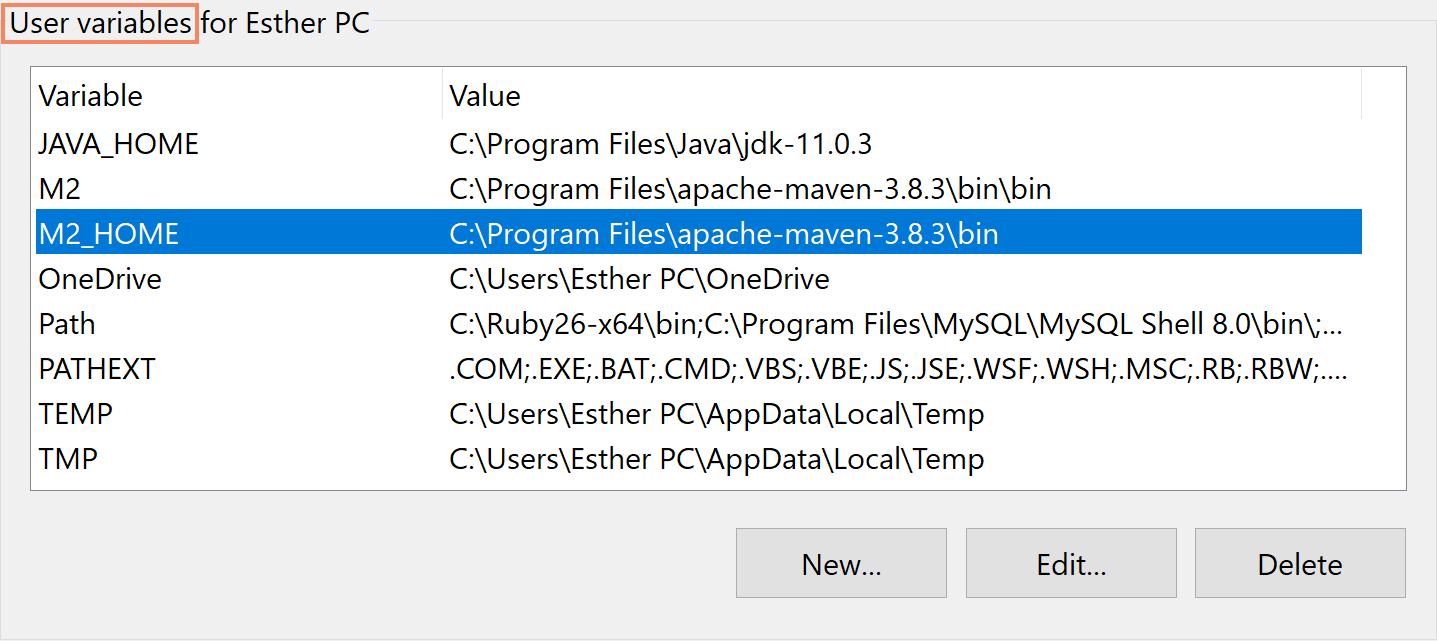 User variables for Esther PC
Variable Value
JAVA_HOME C:\Program Files\Java\jdk-11.0.3
M2 C:\Program Files\apache-maven-3.8.3\bin\bin
M2_HOME C:\Program Files\apache-maven-3.8.3\bin
OneDrive C:\Users\Esther PC\OneDrive
Path C:\Ruby26-x64\bin;C:\Program Files\MySQL\MySQL Shell 8.0\bin\;...
PATHEXT .COM;.EXE;.BAT;.CMD;.VBS;.VBE;.JS;.JSE;.WSF;.WSH;.MSC;.RB;.RBW;....
TEMP C:\Users\Esther PC\AppData\Local\Temp
TMP C:\Users\Esther PC\AppData\Local\Temp
New... Edit... Delete